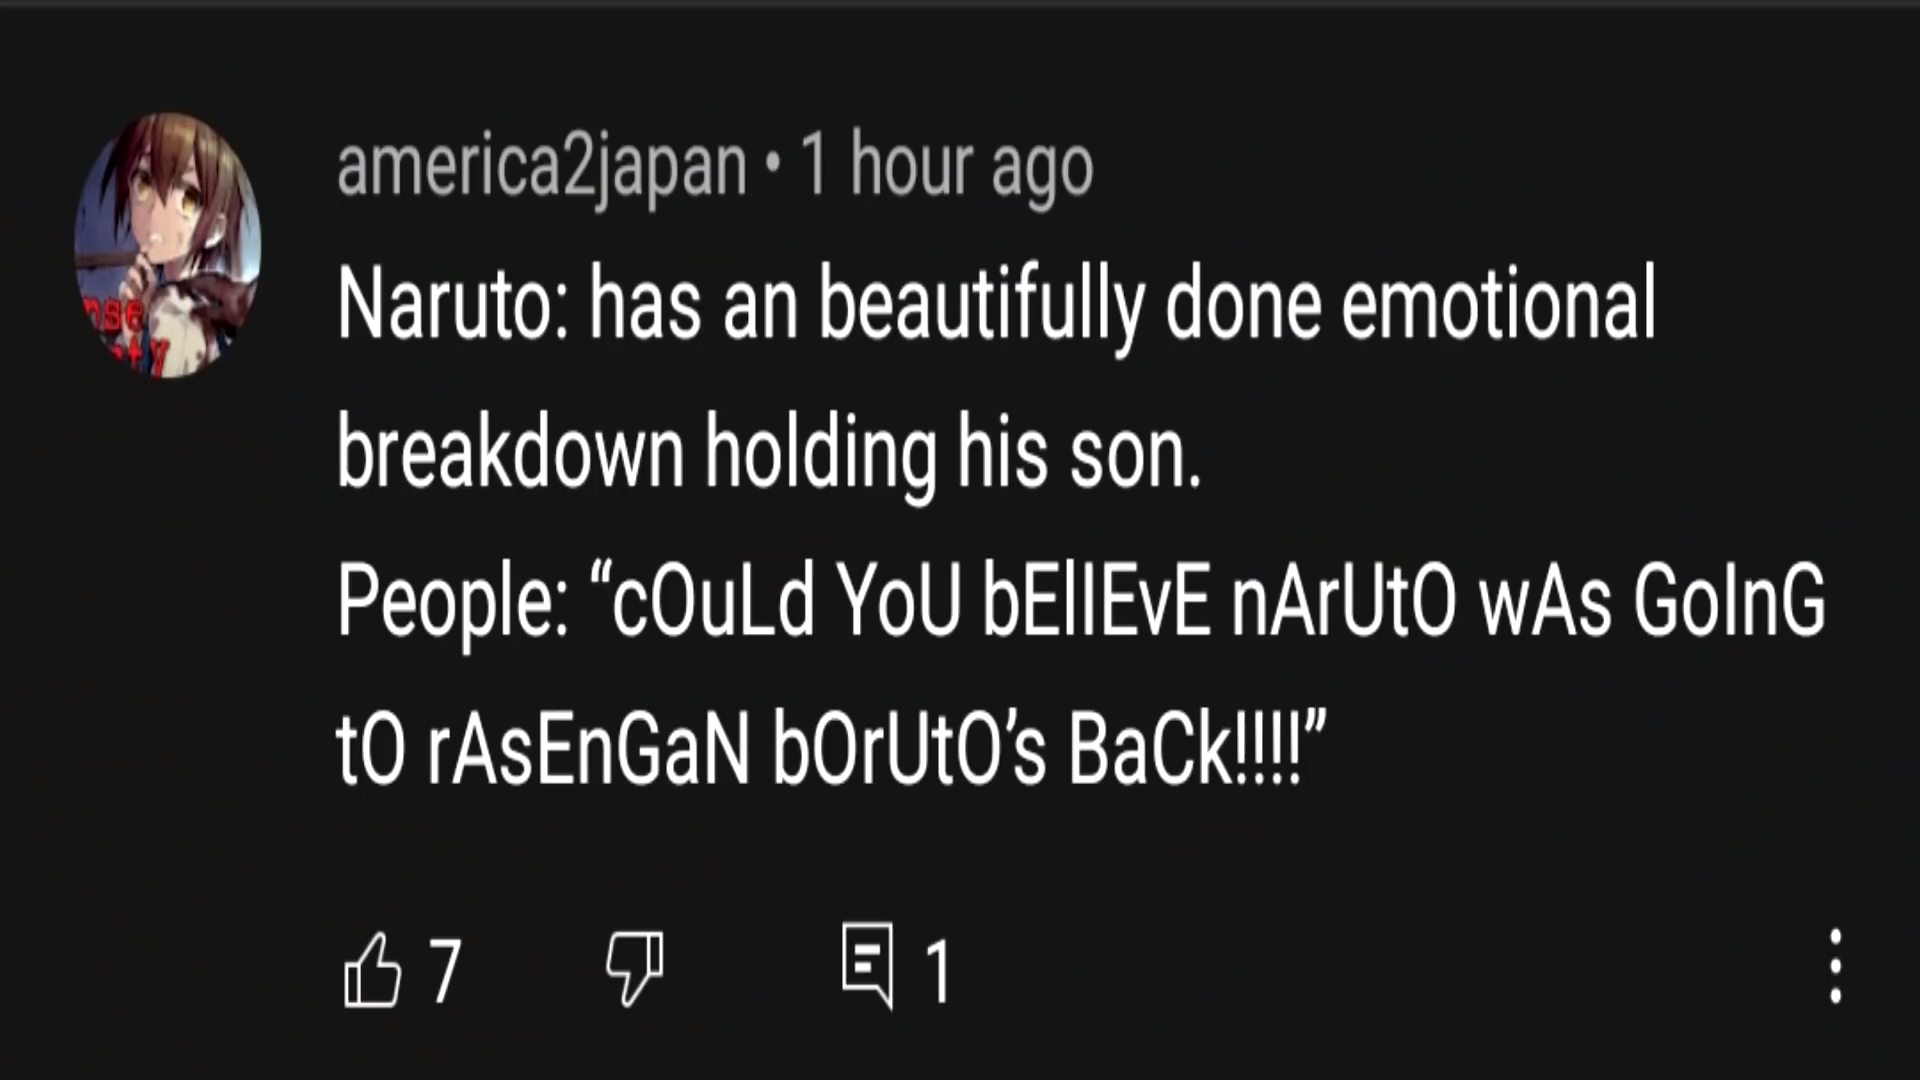 america2japan • 1 hour ago
Naruto: has an beautifully done emotional
breakdown holding his son.
People: “cOuLd YoU bElIEvE nArUtO wAs GoInG
tO rAsEnGaN bOrUtO’s BaCk!!!!”
7
1